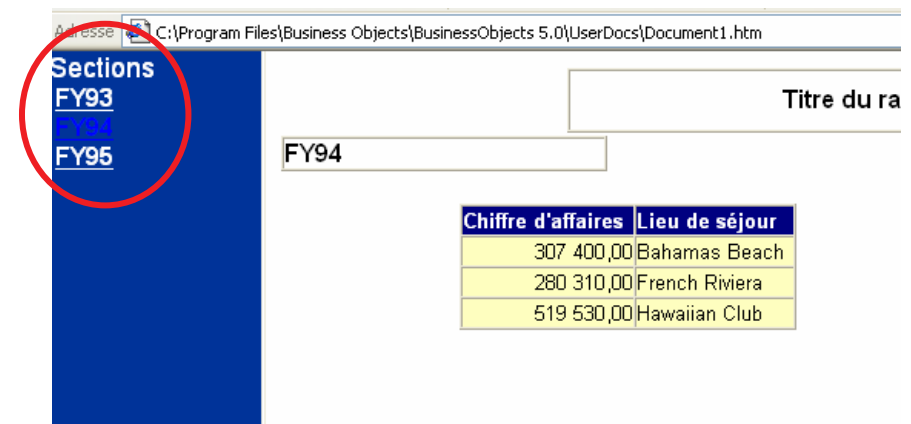 Adresse C:\Program Files\Business Objects\BusinessObjects 5.0\UserDocs\Document1.htm
Sections
FY93
FY94
FY95
Titre du ra
FY94
Chiffre d'affaires Lieu de séjour
307 400,00 Bahamas Beach
280 310,00 French Riviera
519 530,00 Hawaiian Club